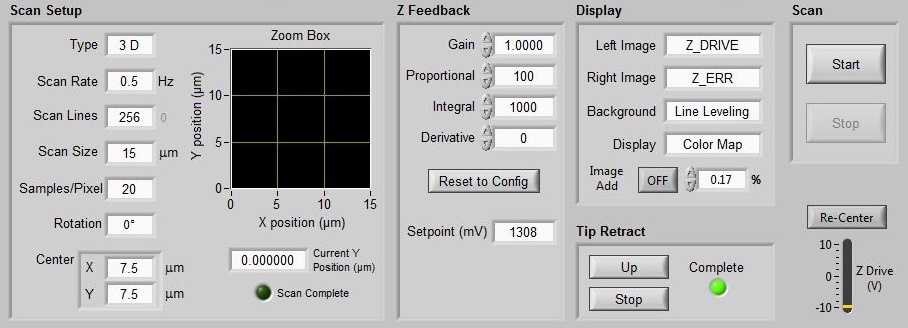 Scan Setup
Type 3 D
Scan Rate 0.5 Hz
Scan Lines 256 0
Scan Size 15 µm
Samples/Pixel 20
Rotation 0°
Center
X 7.5 µm
Y 7.5 µm
Zoom Box
Y position (µm)
15
10
5
0
0 5 10 15
X position (µm)
0.000000 Current Y
Position (µm)
Scan Complete
Z Feedback
Gain 1.0000
Proportional 100
Integral 1000
Derivative 0
Reset to Config
Setpoint (mV) 1308
Display
Left Image Z_DRIVE
Right Image Z_ERR
Background Line Leveling
Display Color Map
Image
Add OFF 0.17 %
Tip Retract
Up
Stop
Complete
Scan
Start
Stop
Re-Center
10
0
-10
Z Drive
(V)